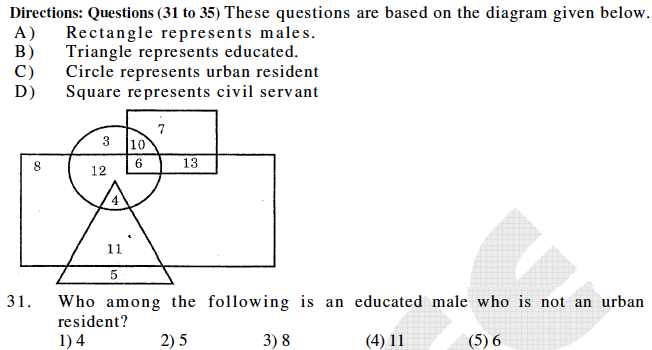 Directions: Questions (31 to 35) These questions are based on the diagram given below.
A) Rectangle represents males.
B) Triangle represents educated.
C) Circle represents urban resident
D) Square represents civil servant
7
3 10
8 12 6 13
4
11
5
31. Who among the following is an educated male who is not an urban
resident?
1) 4 2) 5 3) 8 (4) 11 (5) 6